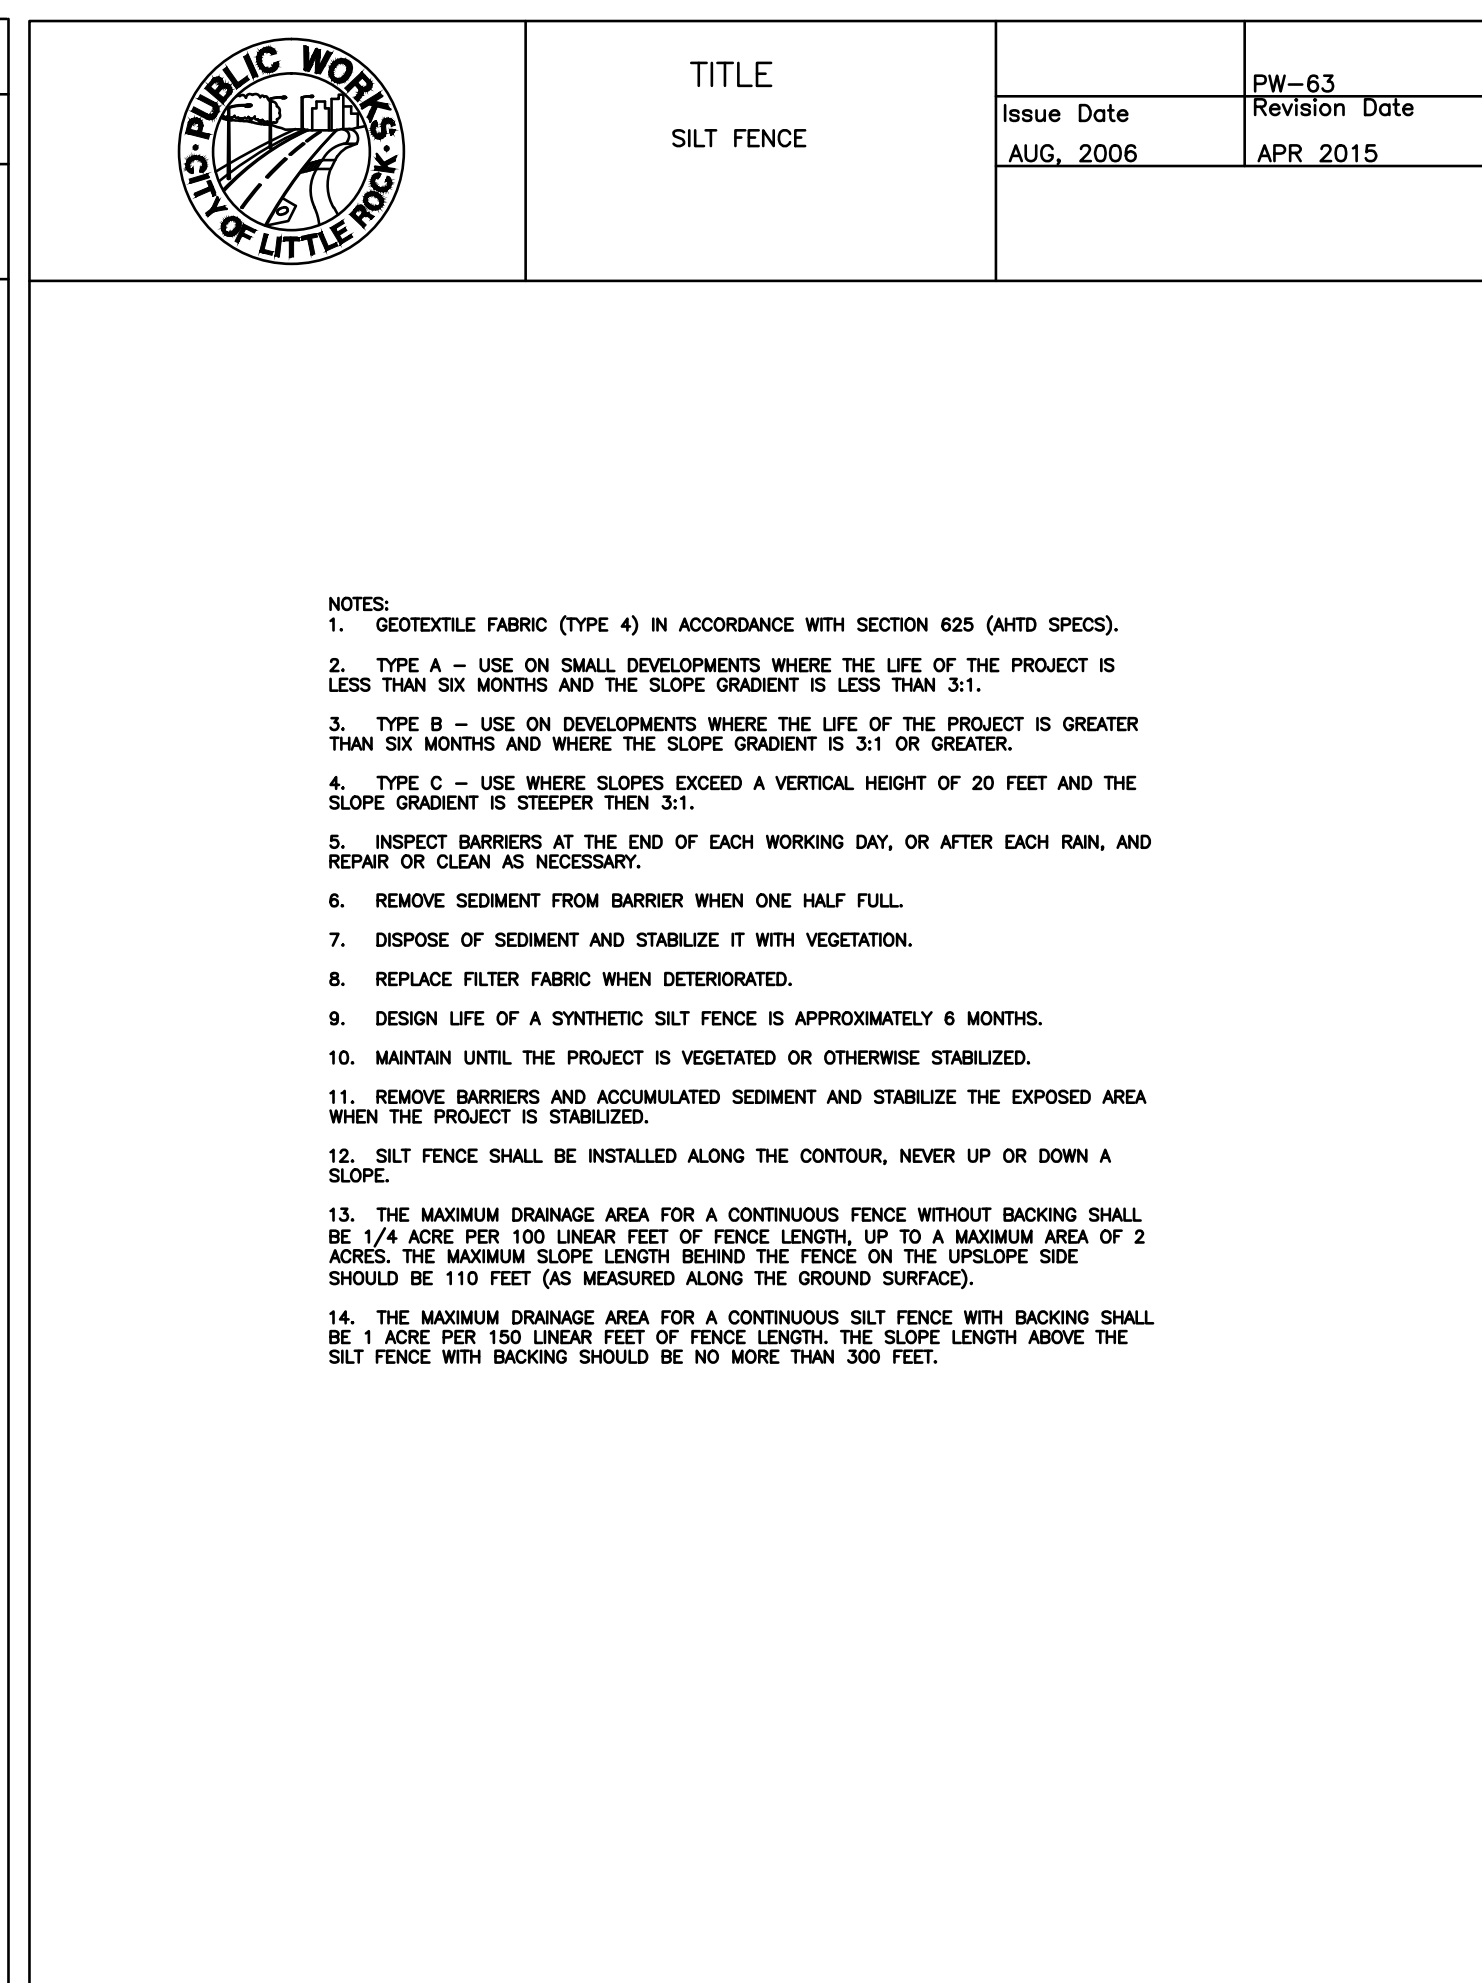 PUBLIC WORKS
CITY OF LITTLE ROCK
TITLE
SILT FENCE
PW-63
Issue Date
AUG, 2006
Revision Date
APR 2015
NOTES:
1. GEOTEXTILE FABRIC (TYPE 4) IN ACCORDANCE WITH SECTION 625 (AHTD SPECS).
2. TYPE A – USE ON SMALL DEVELOPMENTS WHERE THE LIFE OF THE PROJECT IS
LESS THAN SIX MONTHS AND THE SLOPE GRADIENT IS LESS THAN 3:1.
3. TYPE B – USE ON DEVELOPMENTS WHERE THE LIFE OF THE PROJECT IS GREATER
THAN SIX MONTHS AND WHERE THE SLOPE GRADIENT IS 3:1 OR GREATER.
4. TYPE C – USE WHERE SLOPES EXCEED A VERTICAL HEIGHT OF 20 FEET AND THE
SLOPE GRADIENT IS STEEPER THEN 3:1.
5. INSPECT BARRIERS AT THE END OF EACH WORKING DAY, OR AFTER EACH RAIN, AND
REPAIR OR CLEAN AS NECESSARY.
6. REMOVE SEDIMENT FROM BARRIER WHEN ONE HALF FULL.
7. DISPOSE OF SEDIMENT AND STABILIZE IT WITH VEGETATION.
8. REPLACE FILTER FABRIC WHEN DETERIORATED.
9. DESIGN LIFE OF A SYNTHETIC SILT FENCE IS APPROXIMATELY 6 MONTHS.
10. MAINTAIN UNTIL THE PROJECT IS VEGETATED OR OTHERWISE STABILIZED.
11. REMOVE BARRIERS AND ACCUMULATED SEDIMENT AND STABILIZE THE EXPOSED AREA
WHEN THE PROJECT IS STABILIZED.
12. SILT FENCE SHALL BE INSTALLED ALONG THE CONTOUR, NEVER UP OR DOWN A
SLOPE.
13. THE MAXIMUM DRAINAGE AREA FOR A CONTINUOUS FENCE WITHOUT BACKING SHALL
BE 1/4 ACRE PER 100 LINEAR FEET OF FENCE LENGTH, UP TO A MAXIMUM AREA OF 2
ACRES. THE MAXIMUM SLOPE LENGTH BEHIND THE FENCE ON THE UPSLOPE SIDE
SHOULD BE 110 FEET (AS MEASURED ALONG THE GROUND SURFACE).
14. THE MAXIMUM DRAINAGE AREA FOR A CONTINUOUS SILT FENCE WITH BACKING SHALL
BE 1 ACRE PER 150 LINEAR FEET OF FENCE LENGTH. THE SLOPE LENGTH ABOVE THE
SILT FENCE WITH BACKING SHOULD BE NO MORE THAN 300 FEET.